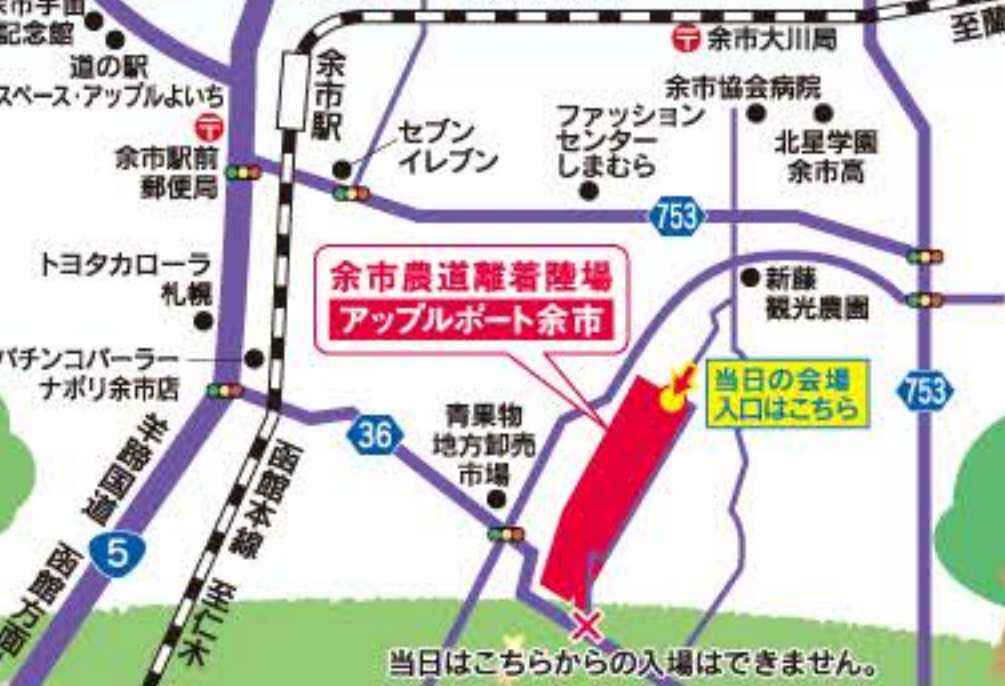 記念館
道の駅
スペース・アップルよいち
余市駅
余市大川局
余市協会病院
北星学園
余市高
ファッション
センター
しまむら
セブン
イレブン
余市駅前
郵便局
753
トヨタカローラ
札幌
余市農道離着陸場
アップルポート余市
新藤
観光農園
パチンコパーラー
ナポリ余市店
当日の会場
入口はこちら
753
36
青果物
地方卸売
市場
羊蹄国道
函館本線
5
函館方面
至仁木
当日はこちらからの入場はできません。